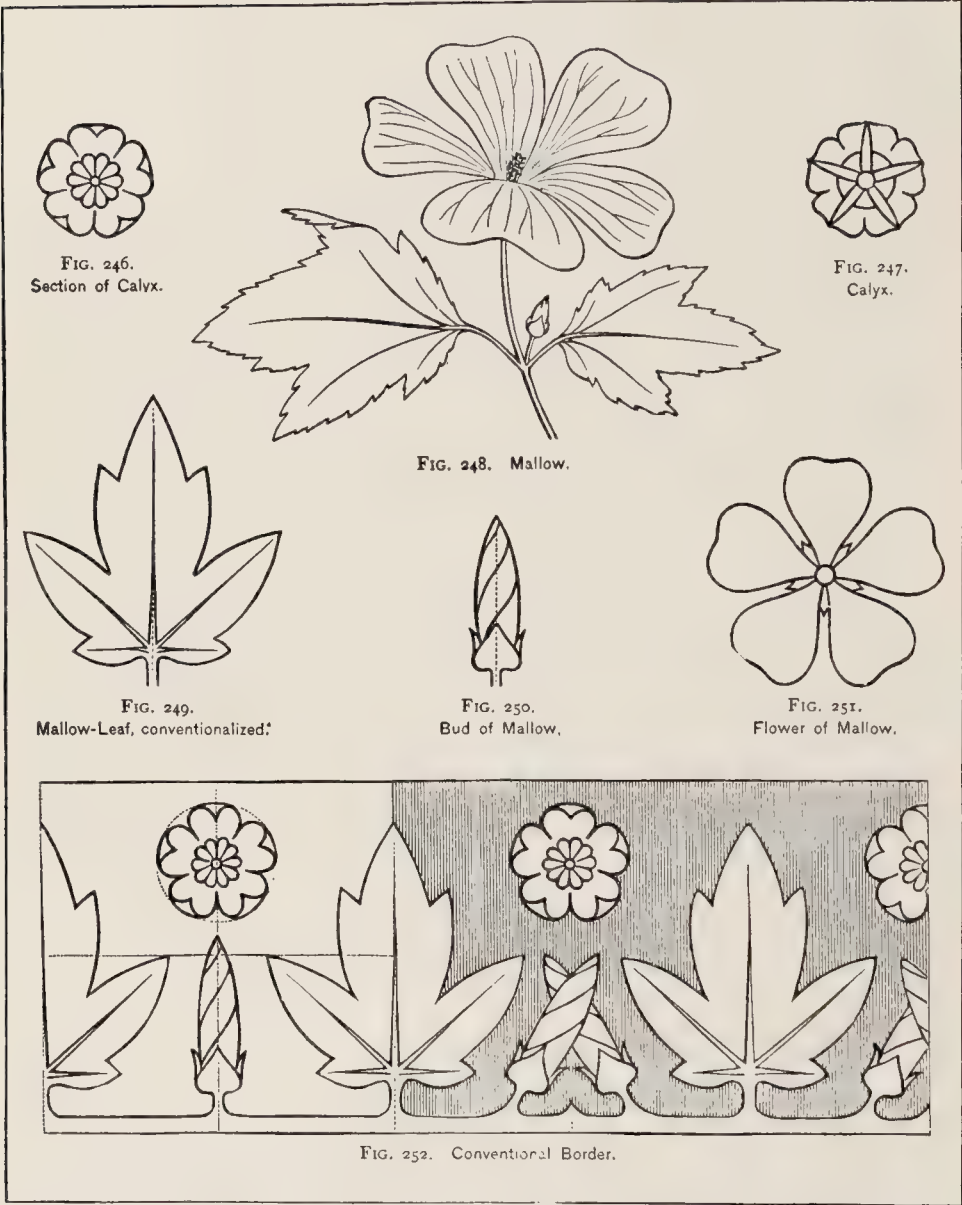 FIG. 246.
Section of Calyx.
FIG. 247.
Calyx.
FIG. 248. Mallow.
FIG. 249.
Mallow-Leaf, conventionalized.*
FIG. 250.
Bud of Mallow.
FIG. 251.
Flower of Mallow.
FIG. 252. Conventional Border.